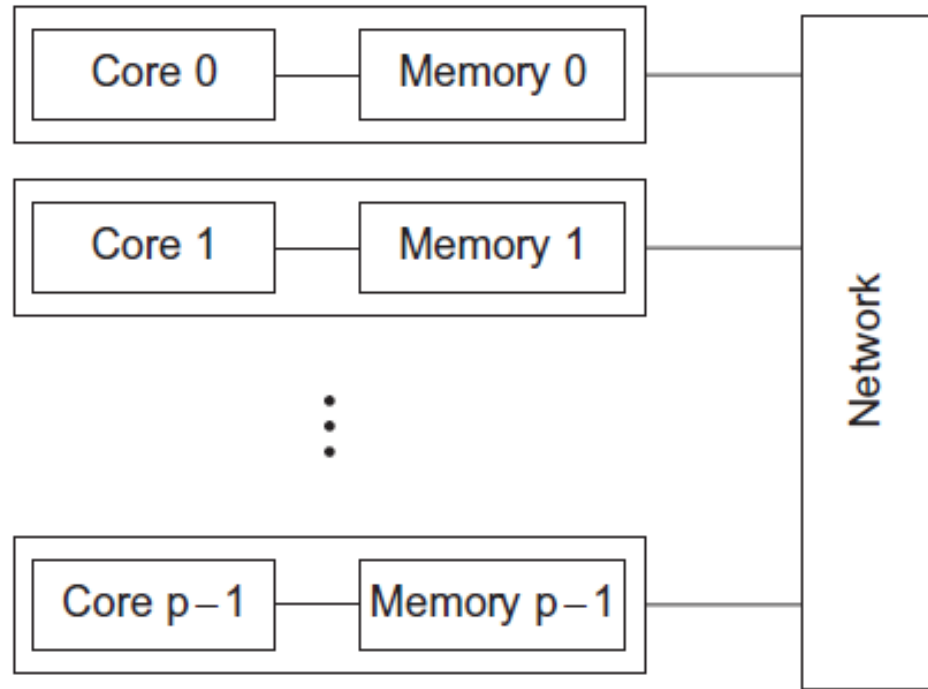 Core 0
Memory 0
Core 1
Memory 1
Network
Core p – 1
Memory p – 1